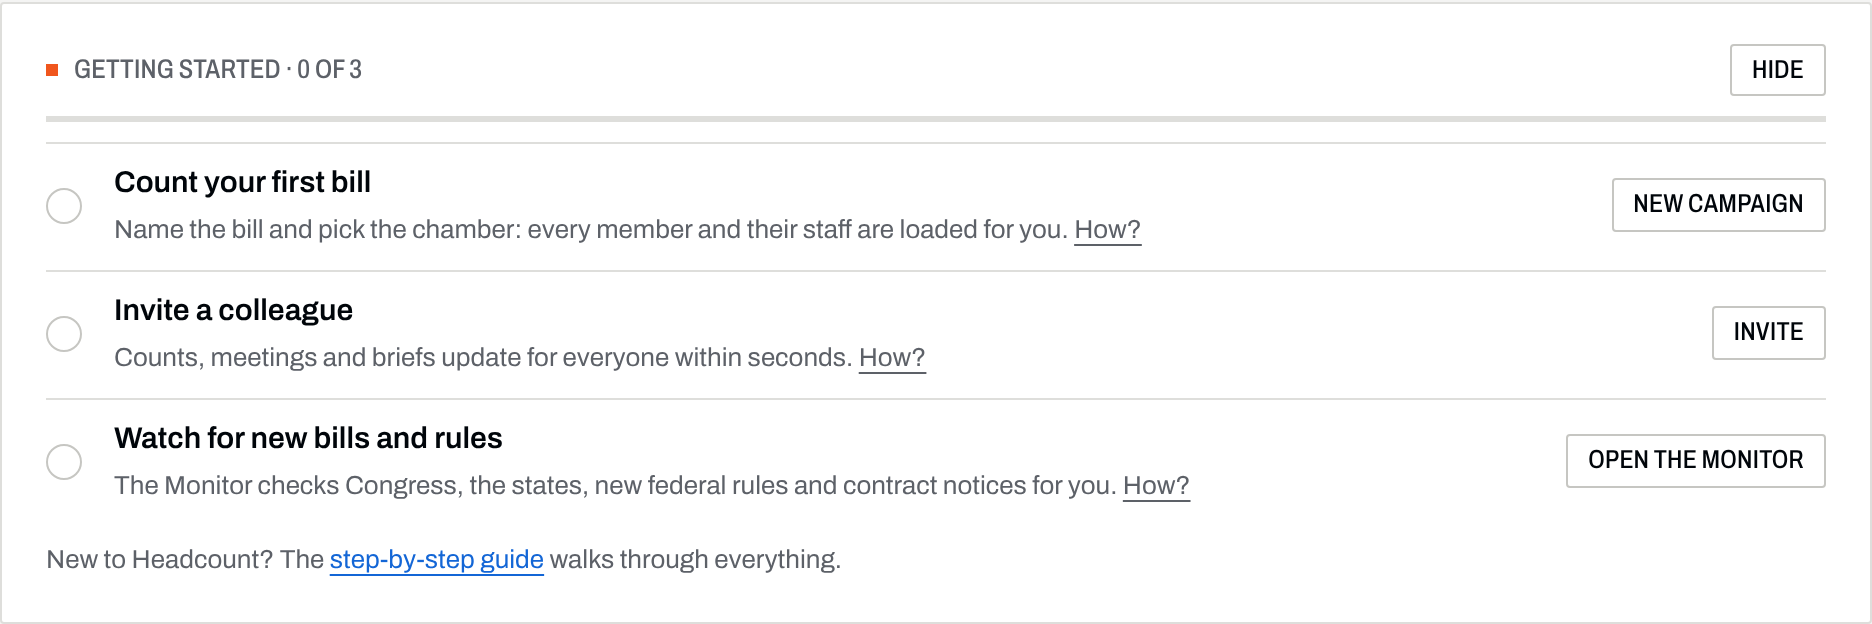 GETTING STARTED · 0 OF 3
HIDE
Count your first bill
Name the bill and pick the chamber: every member and their staff are loaded for you. How?
NEW CAMPAIGN
Invite a colleague
Counts, meetings and briefs update for everyone within seconds. How?
INVITE
Watch for new bills and rules
The Monitor checks Congress, the states, new federal rules and contract notices for you. How?
OPEN THE MONITOR
New to Headcount? The step-by-step guide walks through everything.